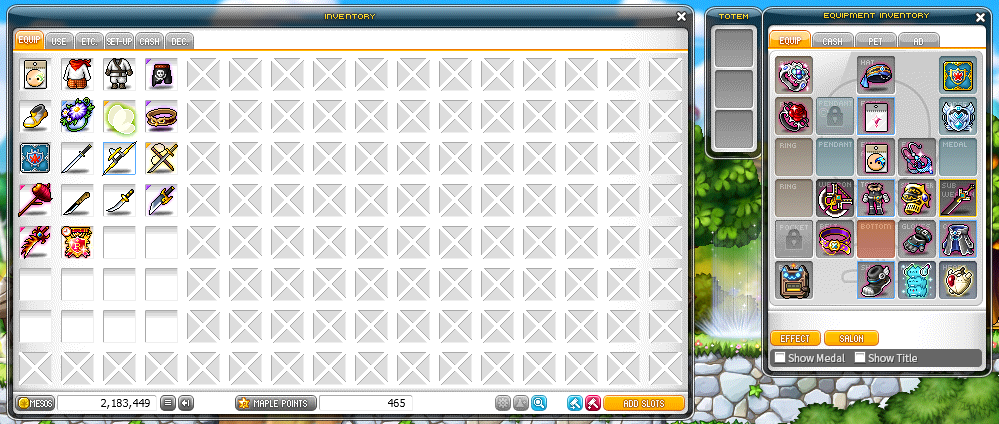 INVENTORY
EQUIP USE ETC. SET-UP CASH DEC.
MESOS 2,183,449
MAPLE POINTS 465
ADD SLOTS
TOTEM
EQUIPMENT INVENTORY
EQUIP CASH PET AD
HAT
PENDANT
RING PENDANT MEDAL
RING WEAPON SUB WEAPON
POCKET BOTTOM
EFFECT SALON
Show Medal Show Title